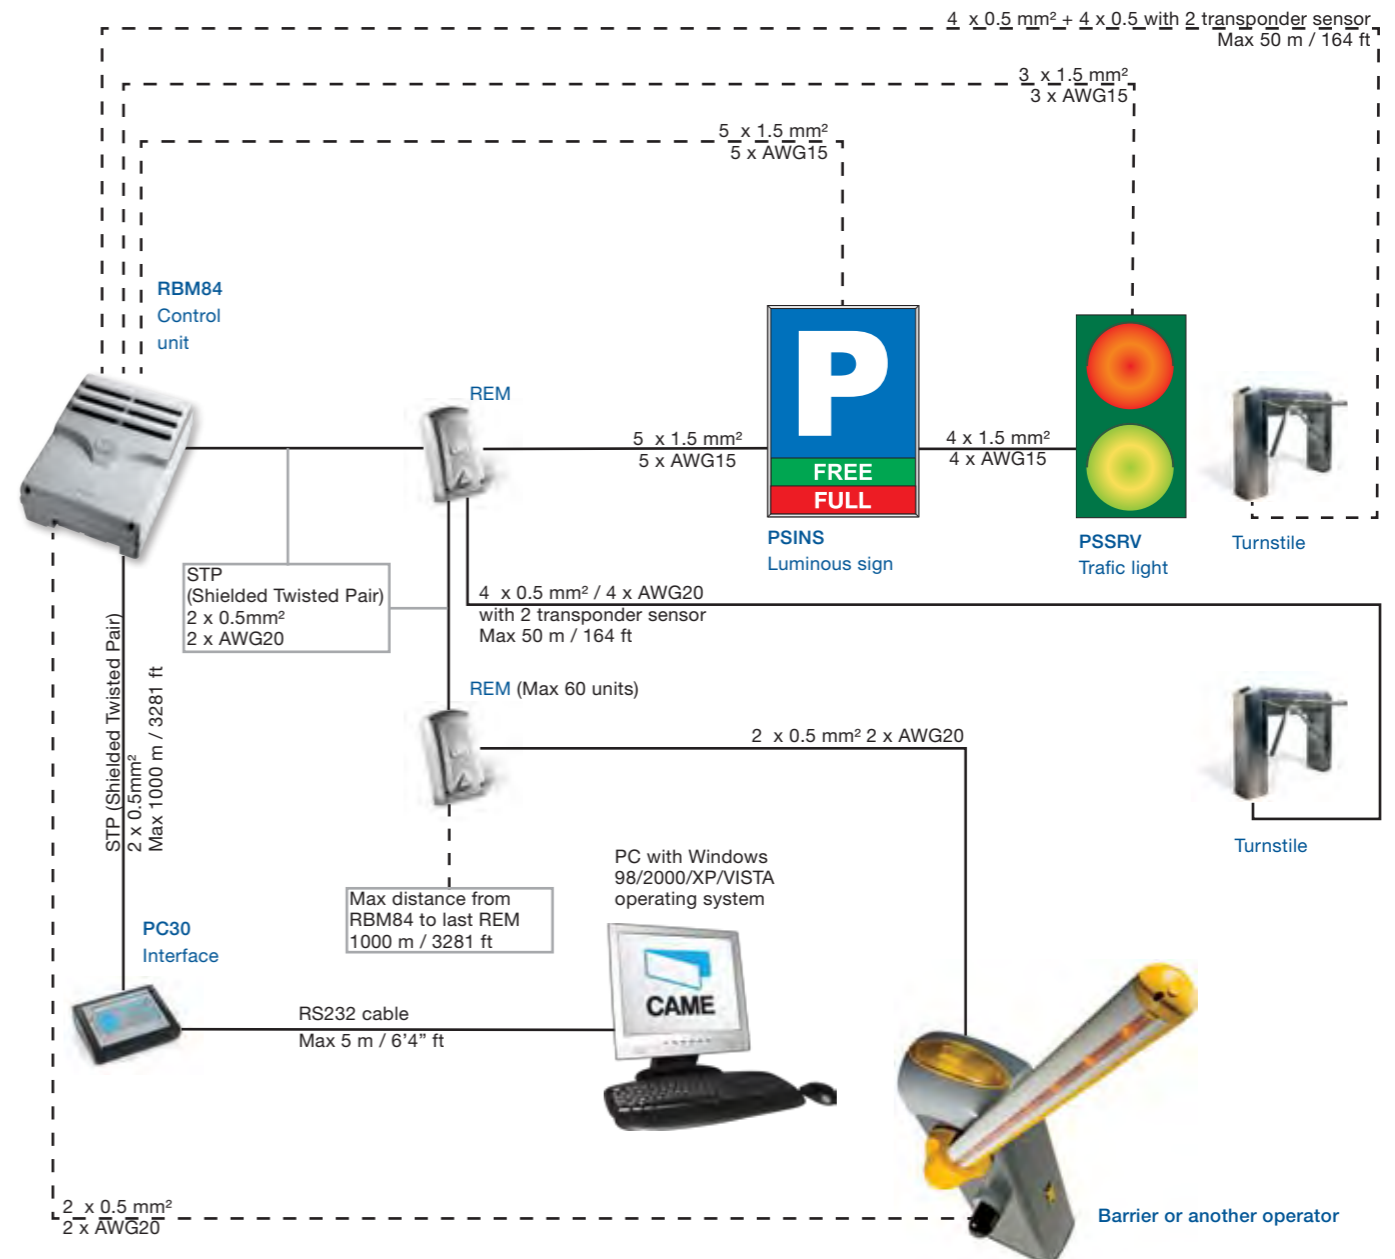 4 x 0.5 mm² + 4 x 0.5 with 2 transponder sensor
Max 50 m / 164 ft
3 x 1.5 mm²
3 x AWG15
5 x 1.5 mm²
5 x AWG15
RBM84
Control
unit
REM
5 x 1.5 mm²
5 x AWG15
P
FREE
FULL
4 x 1.5 mm²
4 x AWG15
PSINS
Luminous sign
PSSRV
Trafic light
Turnstile
STP
(Shielded Twisted Pair)
2 x 0.5mm²
2 x AWG20
4 x 0.5 mm² / 4 x AWG20
with 2 transponder sensor
Max 50 m / 164 ft
STP (Shielded Twisted Pair)
2 x 0.5mm²
Max 1000 m / 3281 ft
REM (Max 60 units)
2 x 0.5 mm² 2 x AWG20
Turnstile
Max distance from
RBM84 to last REM
1000 m / 3281 ft
PC with Windows
98/2000/XP/VISTA
operating system
PC30
Interface
CAME
RS232 cable
Max 5 m / 6'4” ft
2 x 0.5 mm²
2 x AWG20
Barrier or another operator